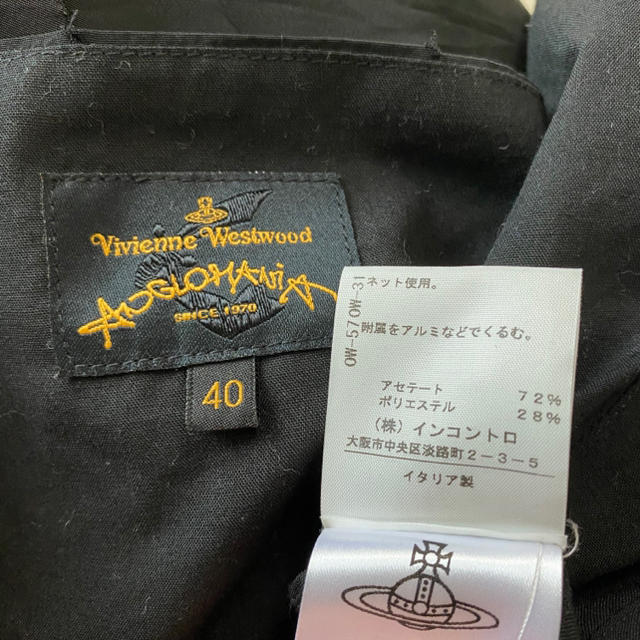 Vivienne Westwood
ANGLOMANIA
SINCE 1970
40
OW-570W-31
ネット使用。
附属をアルミなどでくるむ。
アセテート 72%
ポリエステル 28%
(株)インコントロ
大阪市中央区淡路町2-3-5
イタリア製